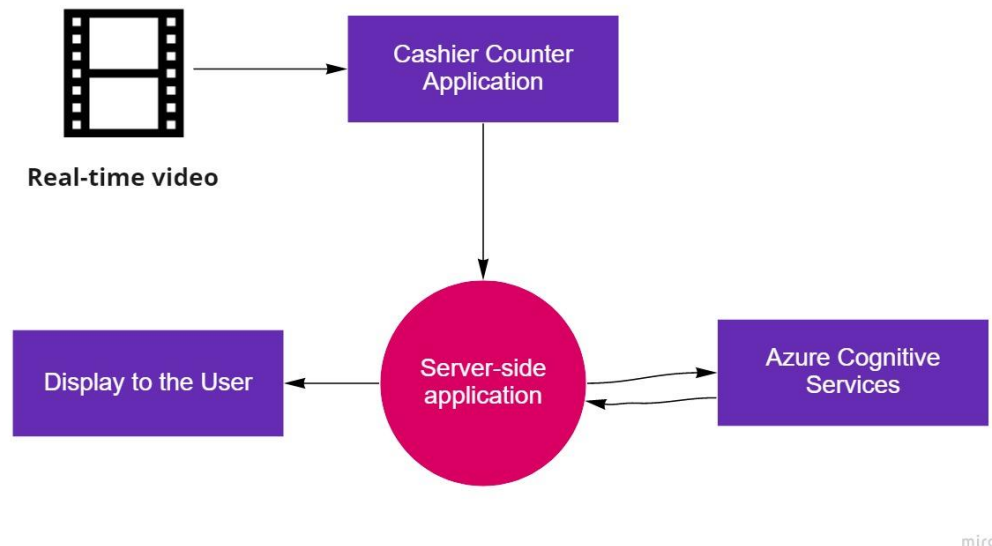 Cashier Counter
Application
Real-time video
Server-side
application
Display to the User
Azure Cognitive
Services